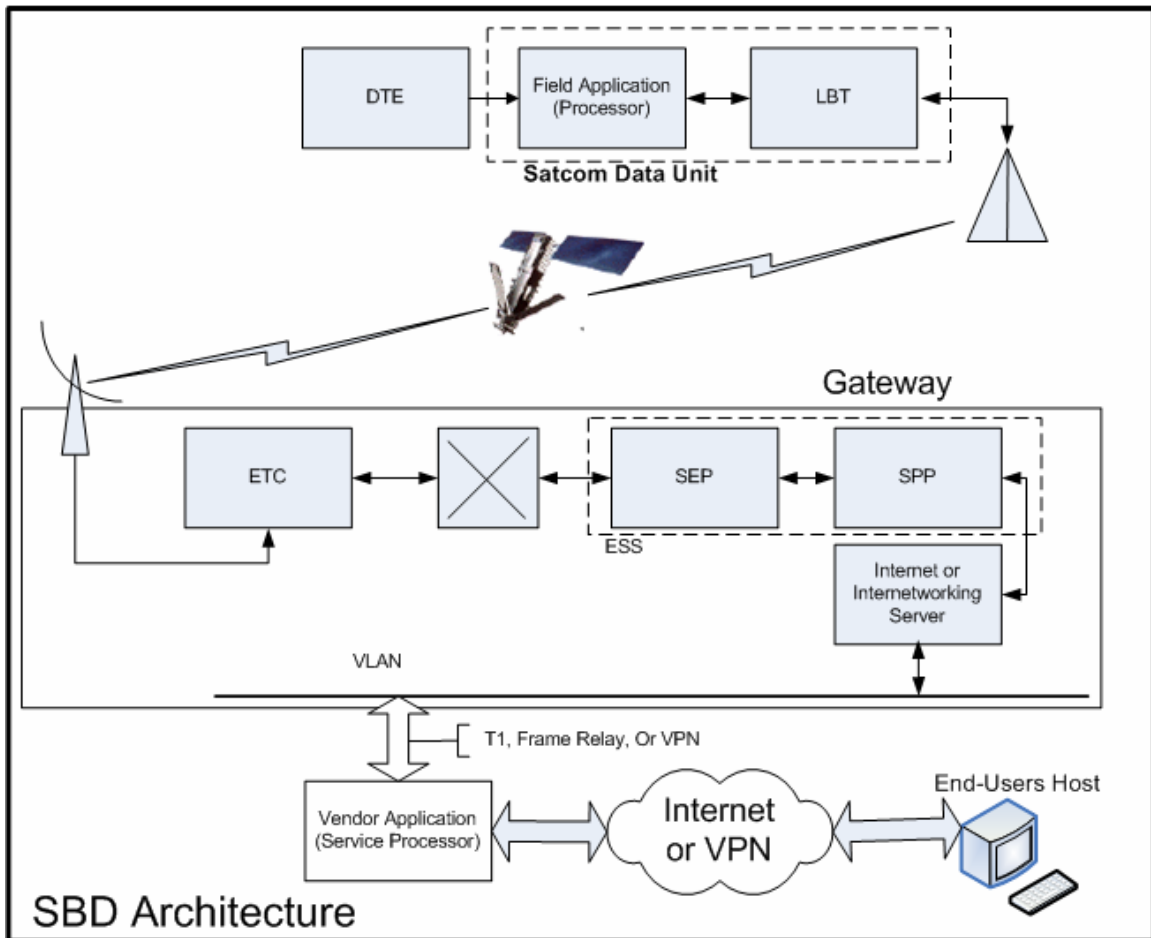 DTE
Field Application
(Processor)
LBT
Satcom Data Unit
Gateway
ETC
SEP
SPP
ESS
Internet or
Internetworking
Server
VLAN
T1, Frame Relay, Or VPN
Vendor Application
(Service Processor)
Internet
or VPN
End-Users Host
SBD Architecture